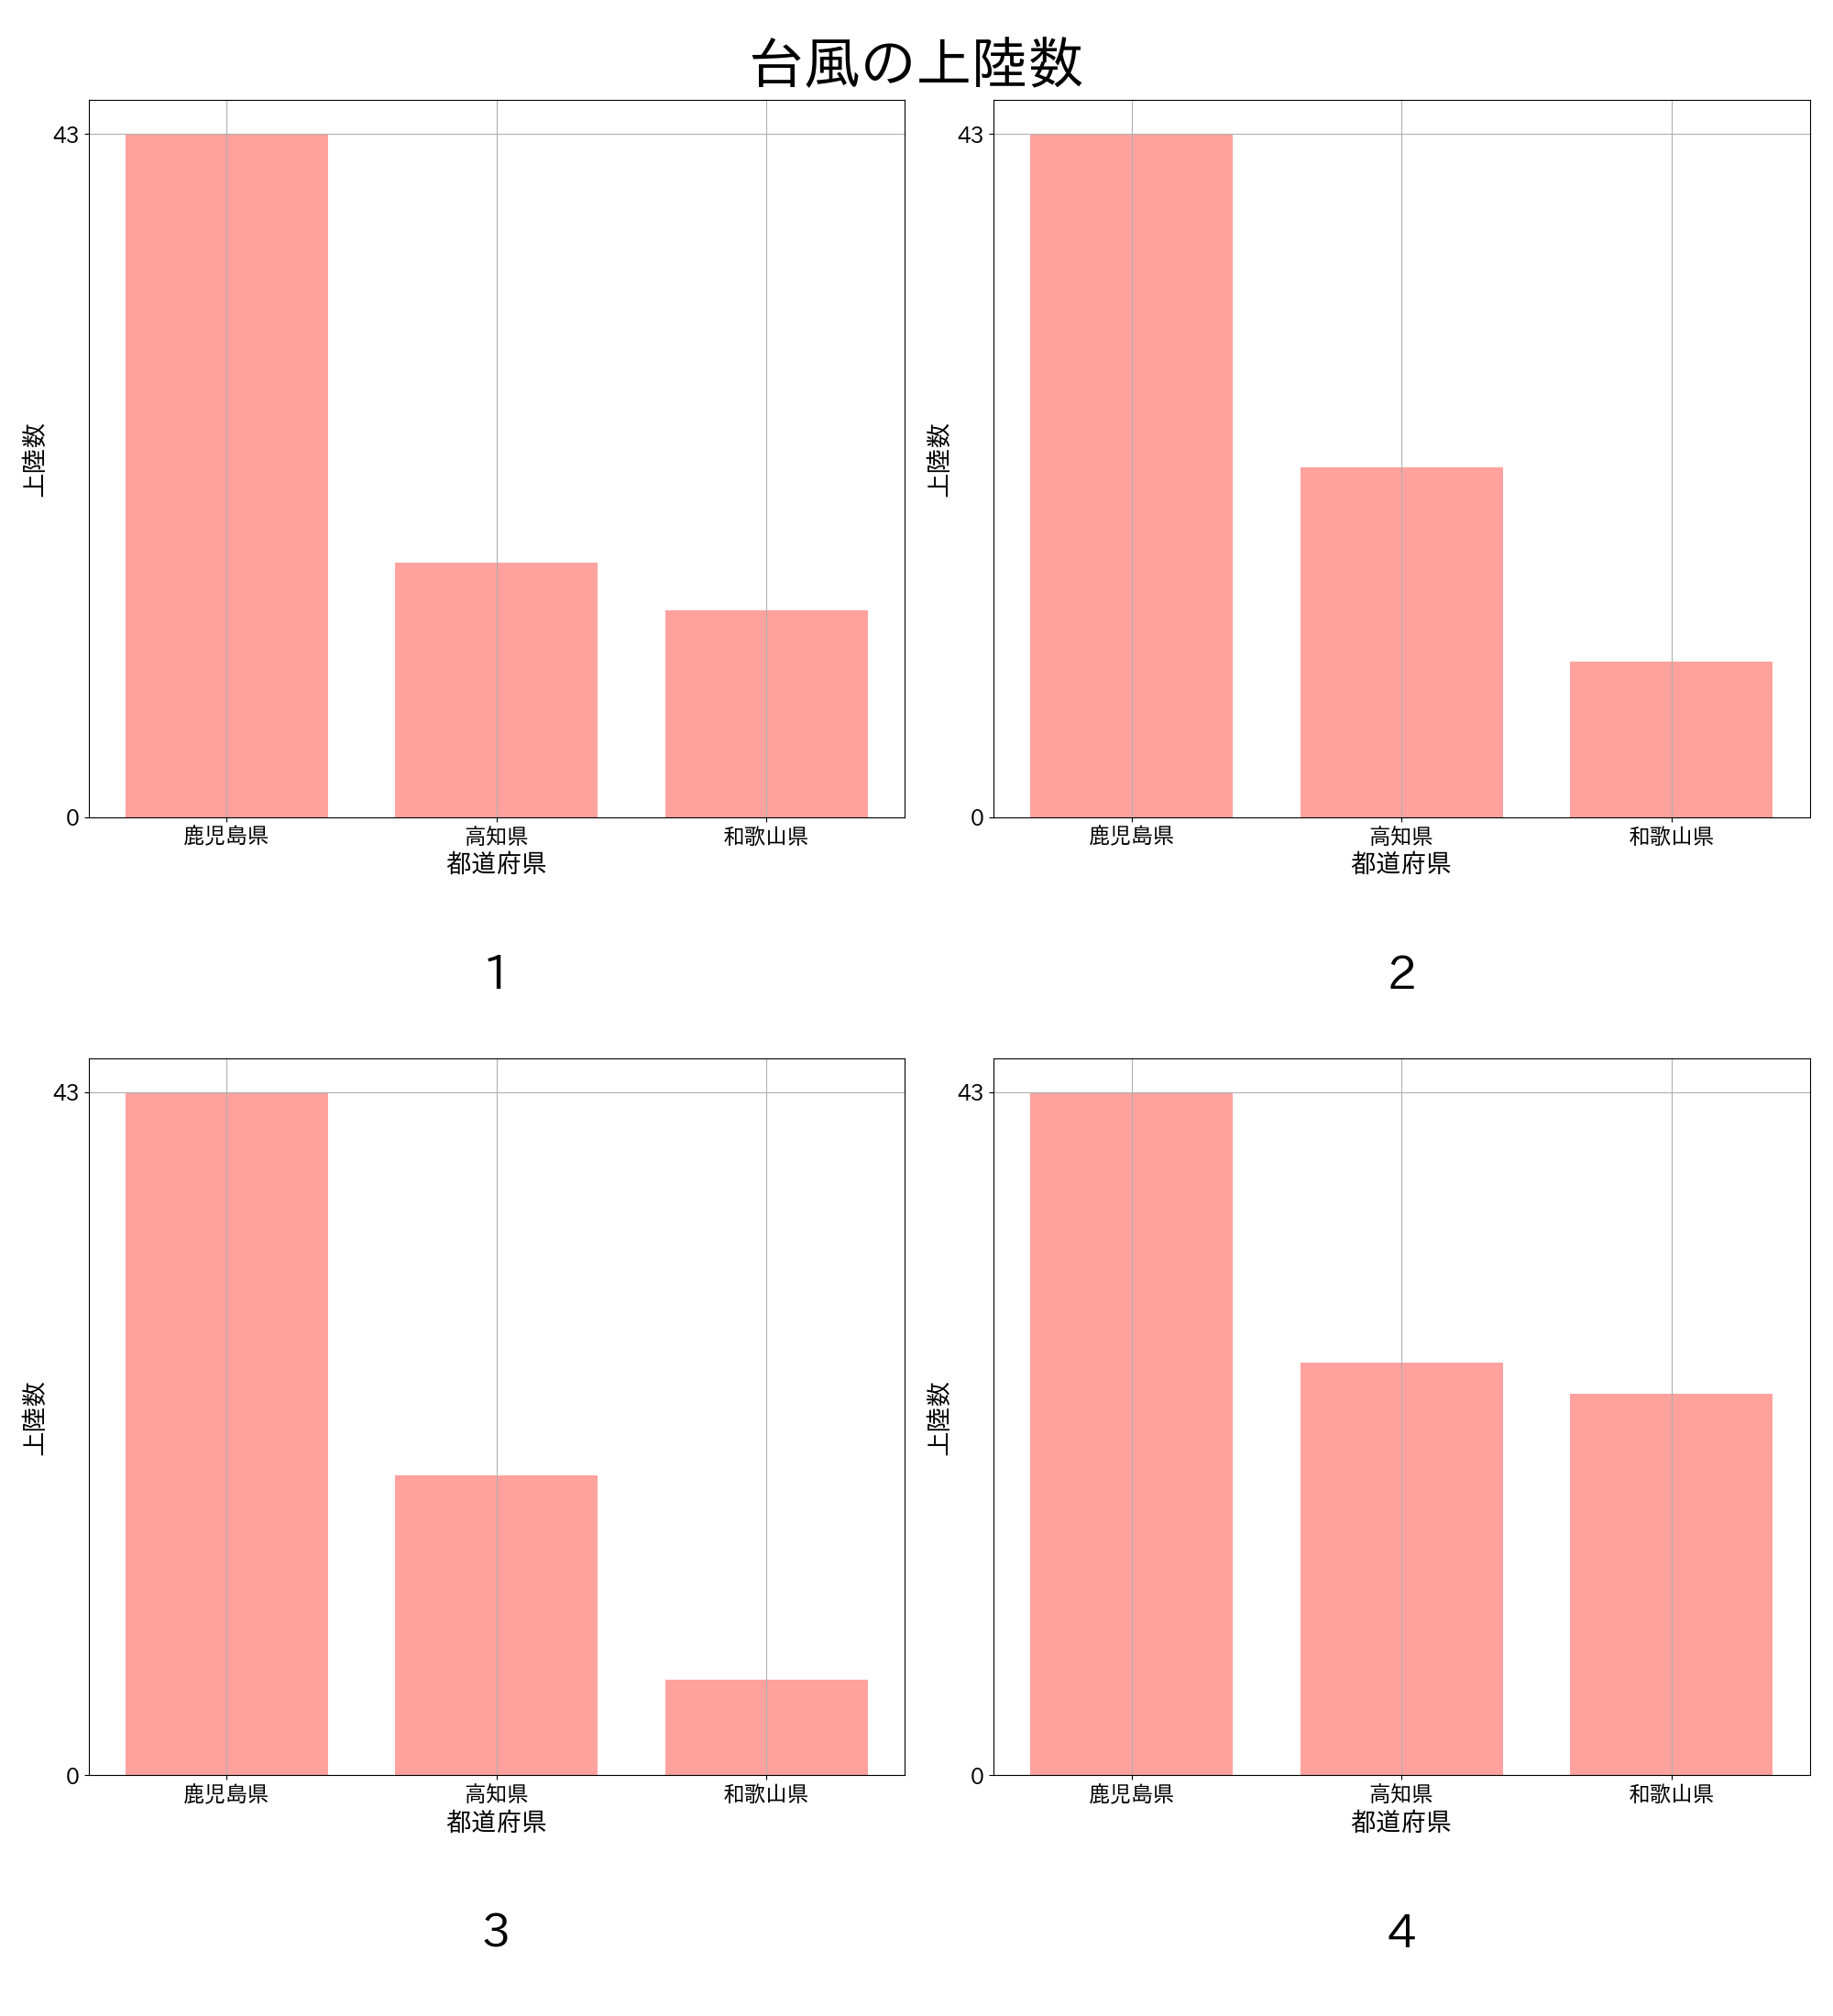 台風の上陸数
43
上陸数
0
鹿児島県 高知県 和歌山県
都道府県
1
43
上陸数
0
鹿児島県 高知県 和歌山県
都道府県
2
43
上陸数
0
鹿児島県 高知県 和歌山県
都道府県
3
43
上陸数
0
鹿児島県 高知県 和歌山県
都道府県
4